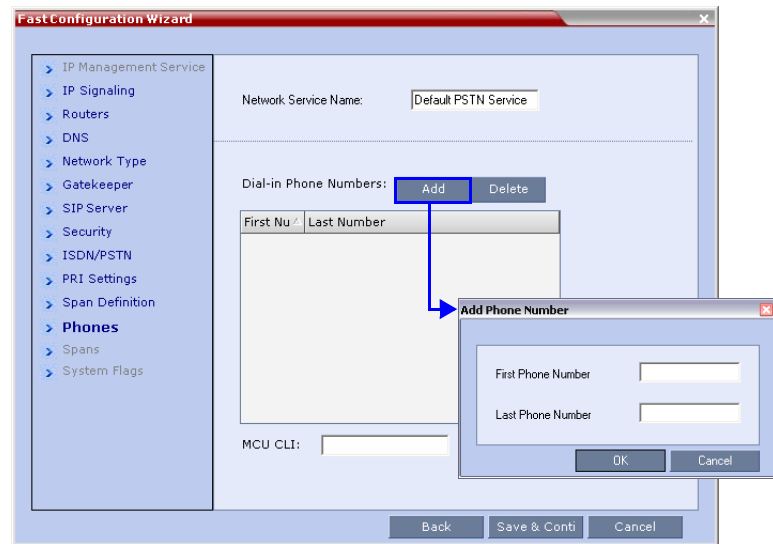 Fast Configuration Wizard
IP Management Service
IP Signaling
Routers
DNS
Network Type
Gatekeeper
SIP Server
Security
ISDN/PSTN
PRI Settings
Span Definition
Phones
Spans
System Flags
Network Service Name: Default PSTN Service
Dial-in Phone Numbers: Add Delete
First Nu Last Number
MCU CLI:
Add Phone Number
First Phone Number
Last Phone Number
OK Cancel
Back Save & Conti Cancel